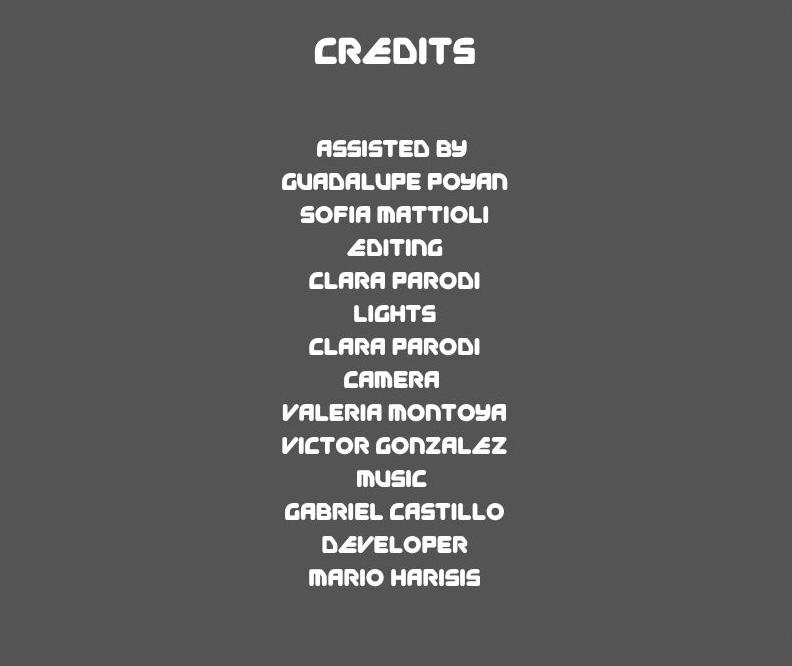 CREDITS
ASSISTED BY
GUADALUPE POYAN
SOFIA MATTIOLI
EDITING
CLARA PARODI
LIGHTS
CLARA PARODI
CAMERA
VALERIA MONTOYA
VICTOR GONZALEZ
MUSIC
GABRIEL CASTILLO
DEVELOPER
MARIO HARISIS